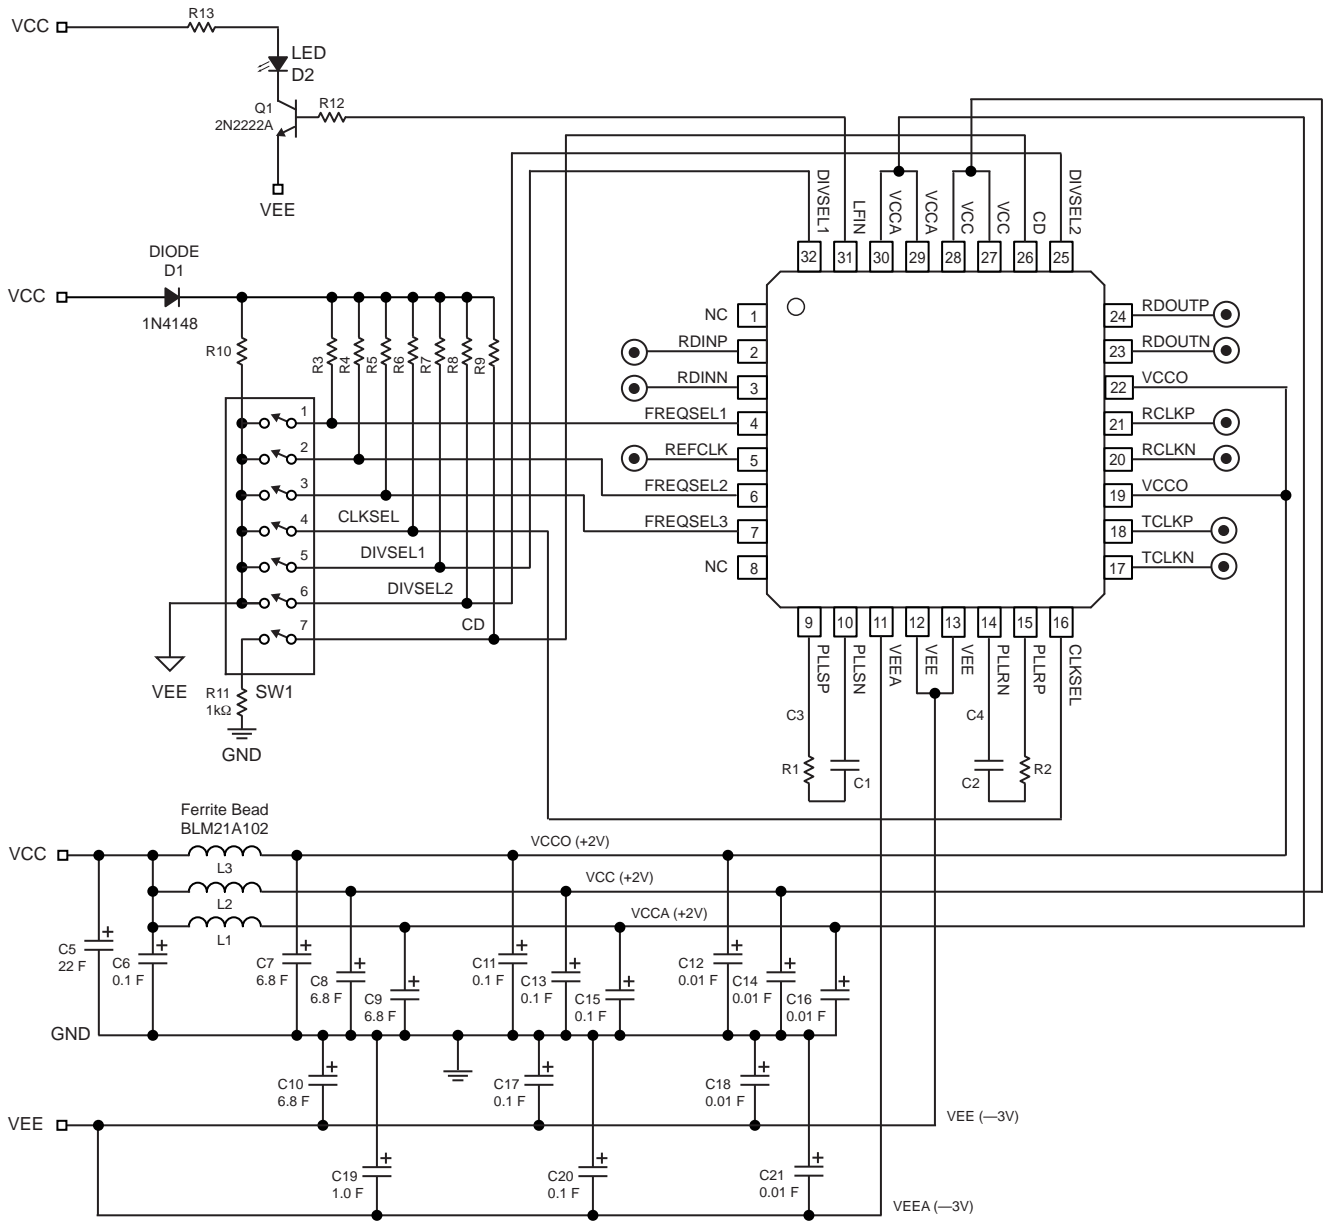 R13
VCC
LED
D2
Q1
2N2222A
R12
VEE
DIVSEL1
LFIN
VCCA
VCCA
VCC
VCC
CD
DIVSEL2
32
31
30
29
28
27
26
25
DIODE
D1
VCC
1N4148
R10
R3
R4
R5
R6
R7
R8
R9
NC
1
RDINP
2
RDINN
3
FREQSEL1
4
REFCLK
5
FREQSEL2
6
FREQSEL3
7
NC
8
24
RDOUTP
23
RDOUTN
22
VCCO
21
RCLKP
20
RCLKN
19
VCCO
18
TCLKP
17
TCLKN
1
2
3
4
5
6
7
CLKSEL
DIVSEL1
DIVSEL2
CD
VEE
R11
1kΩ
SW1
GND
9
10
11
12
13
14
15
16
PLLSP
PLLSN
VEEA
VEE
VEE
PLLRN
PLLRP
CLKSEL
C3
C4
R1
C1
C2
R2
Ferrite Bead
BLM21A102
VCC
L3
VCCO (+2V)
L2
VCC (+2V)
L1
VCCA (+2V)
C5
22 F
C6
0.1 F
C7
6.8 F
C8
6.8 F
C9
6.8 F
C11
0.1 F
C13
0.1 F
C15
0.1 F
C12
0.01 F
C14
0.01 F
C16
0.01 F
GND
C10
6.8 F
C17
0.1 F
C18
0.01 F
VEE
VEE (—3V)
C19
1.0 F
C20
0.1 F
C21
0.01 F
VEEA (—3V)